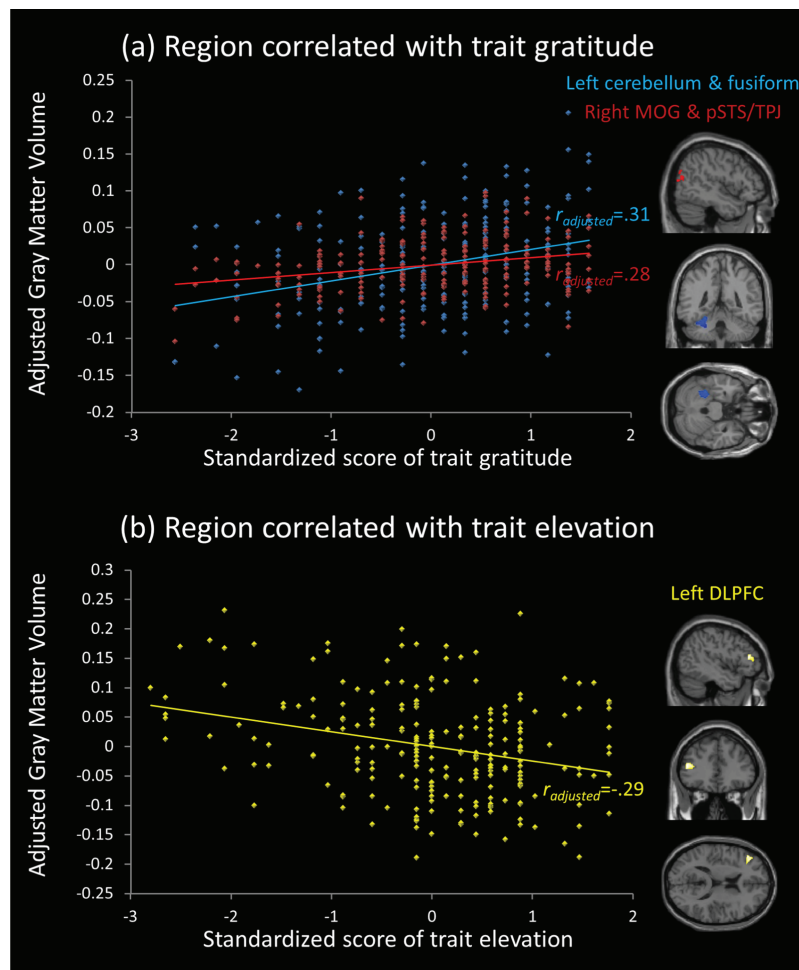 (a) Region correlated with trait gratitude
Left cerebellum & fusiform
Right MOG & pSTS/TPJ
Adjusted Gray Matter Volume
0.25
0.2
0.15
0.1
0.05
0
-0.05
-0.1
-0.15
-0.2
r_adjusted=.31
r_adjusted=.28
-3 -2 -1 0 1 2
Standardized score of trait gratitude
(b) Region correlated with trait elevation
Left DLPFC
Adjusted Gray Matter Volume
0.3
0.25
0.2
0.15
0.1
0.05
0
-0.05
-0.1
-0.15
-0.2
-0.25
r_adjusted=-.29
-3 -2 -1 0 1 2
Standardized score of trait elevation